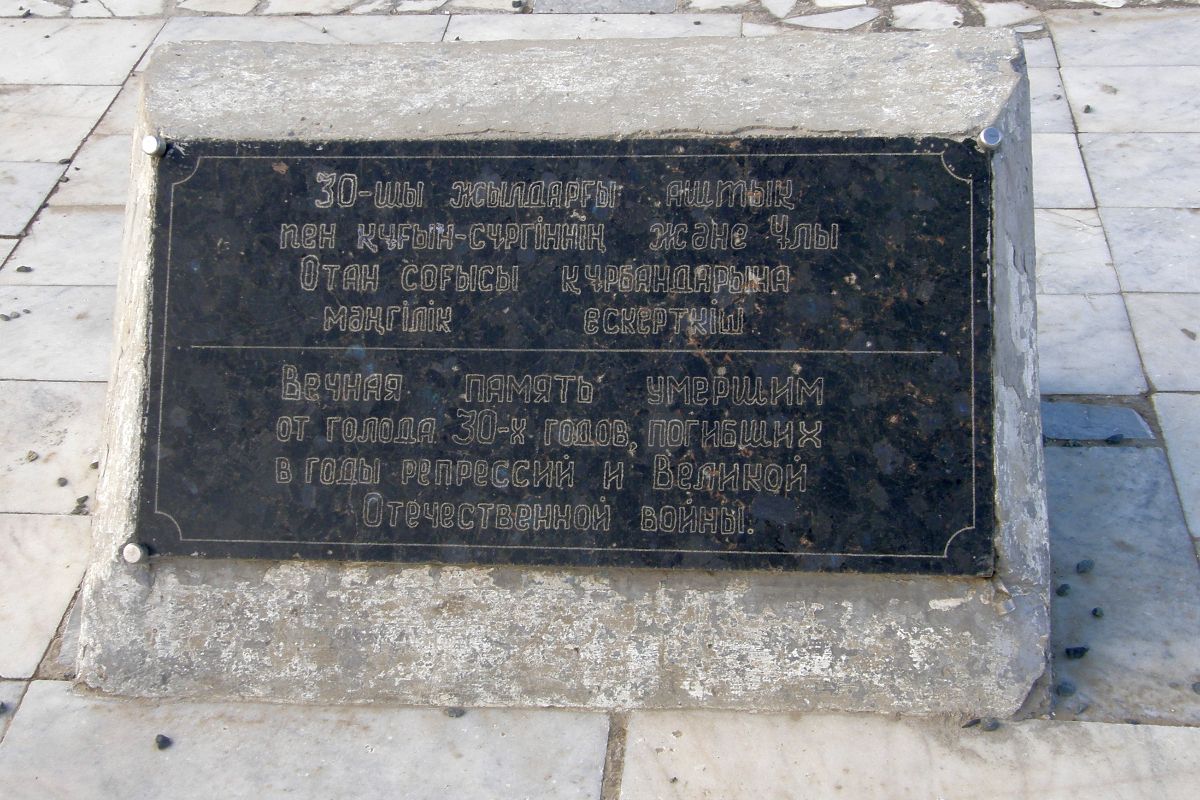 30-шы жылдарғы аштық
пен қуғын-сүргіннің және Ұлы
Отан соғысы құрбандарына
мәңгілік ескерткіш
Вечная память умершим
от голода 30-х годов, погибших
в годы репрессий и Великой
Отечественной войны.